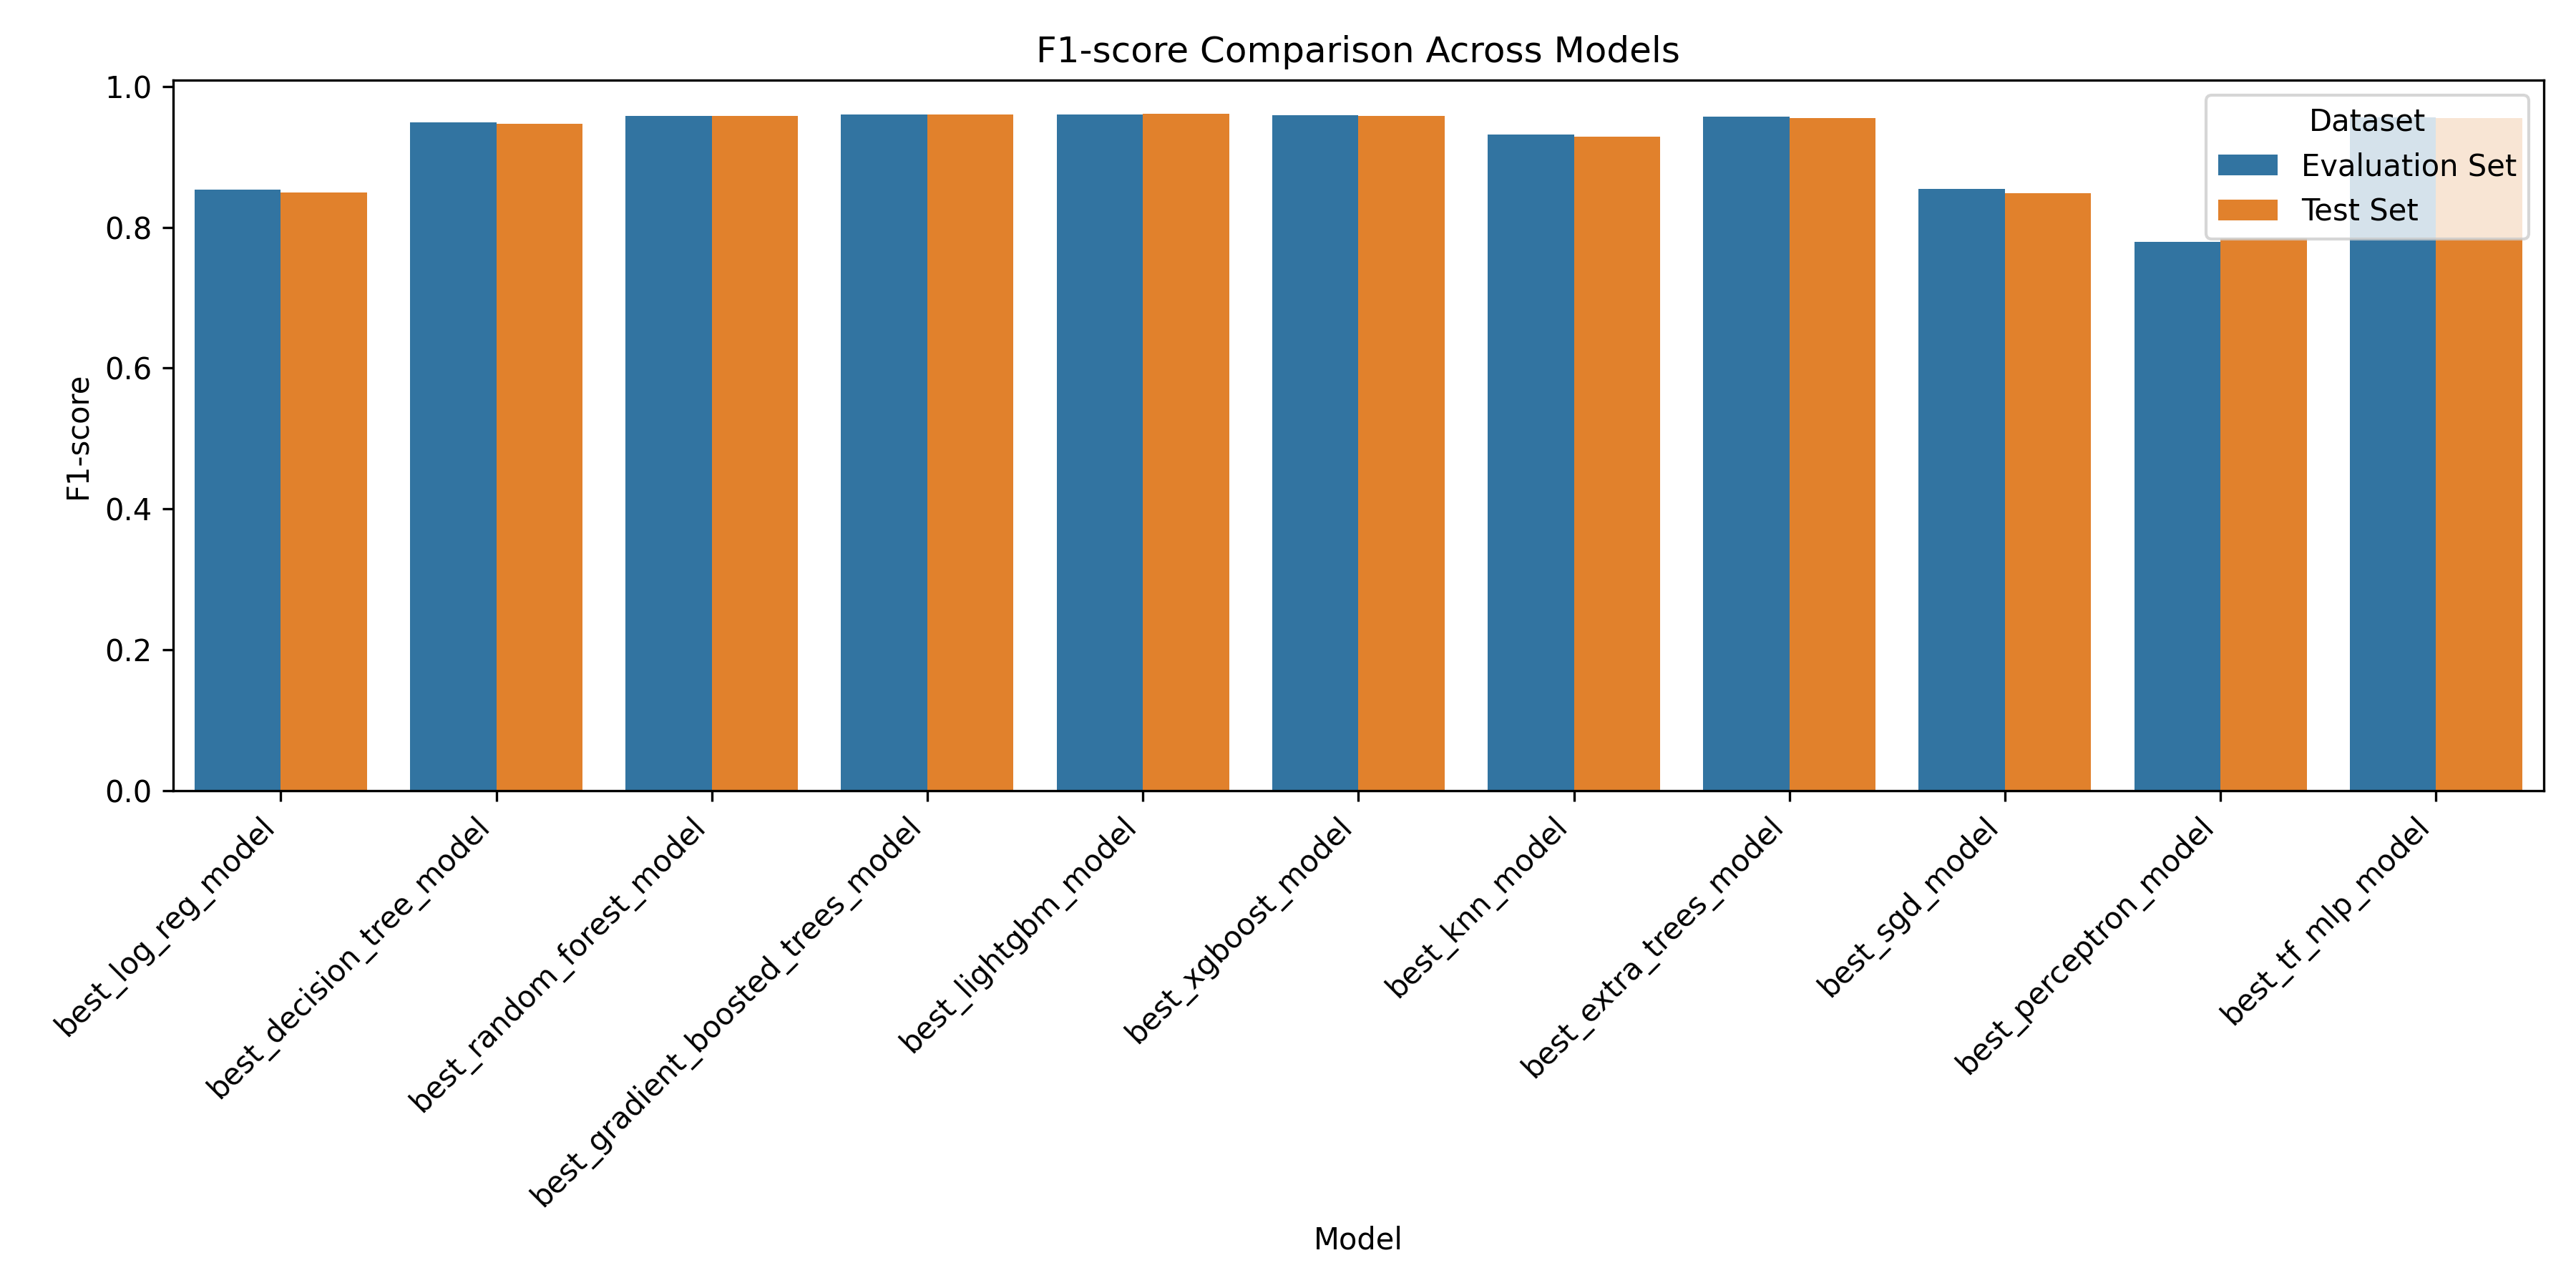 F1-score Comparison Across Models
1.0
0.8
0.6
0.4
0.2
0.0
F1-score
Dataset
Evaluation Set
Test Set
best_log_reg_model
best_decision_tree_model
best_random_forest_model
best_gradient_boosted_trees_model
best_lightgbm_model
best_xgboost_model
best_knn_model
best_extra_trees_model
best_sgd_model
best_perceptron_model
best_tf_mlp_model
Model